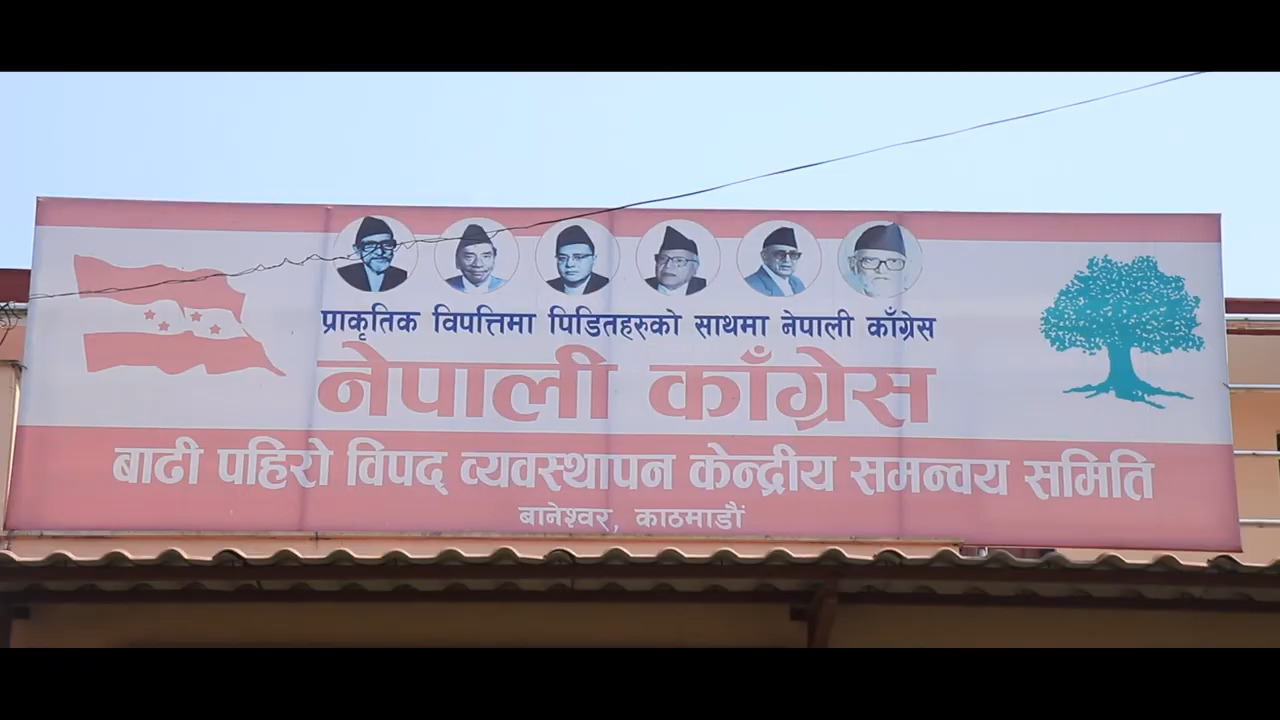 प्राकृतिक विपत्तिमा पिडितहरुको साथमा नेपाली काँग्रेस
नेपाली काँग्रेस
बाढी पहिरो विपद् व्यवस्थापन केन्द्रीय समन्वय समिति
बानेश्वर, काठमाडौं